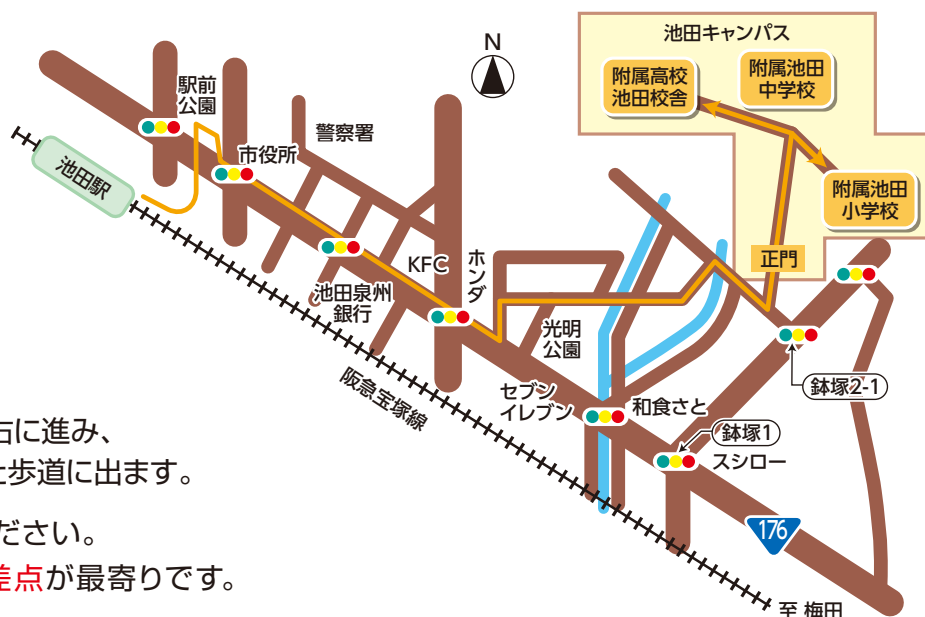 池田キャンパス
附属高校
池田校舎
附属池田
中学校
附属池田
小学校
正門
N
駅前
公園
警察署
市役所
池田駅
KFC
ホンダ
池田泉州
銀行
光明
公園
阪急宝塚線
セブン
イレブン
和食さと
鉢塚2-1
鉢塚1
スシロー
176
至 梅田
右に進み、
歩道に出ます。
ださい。
差点が最寄りです。